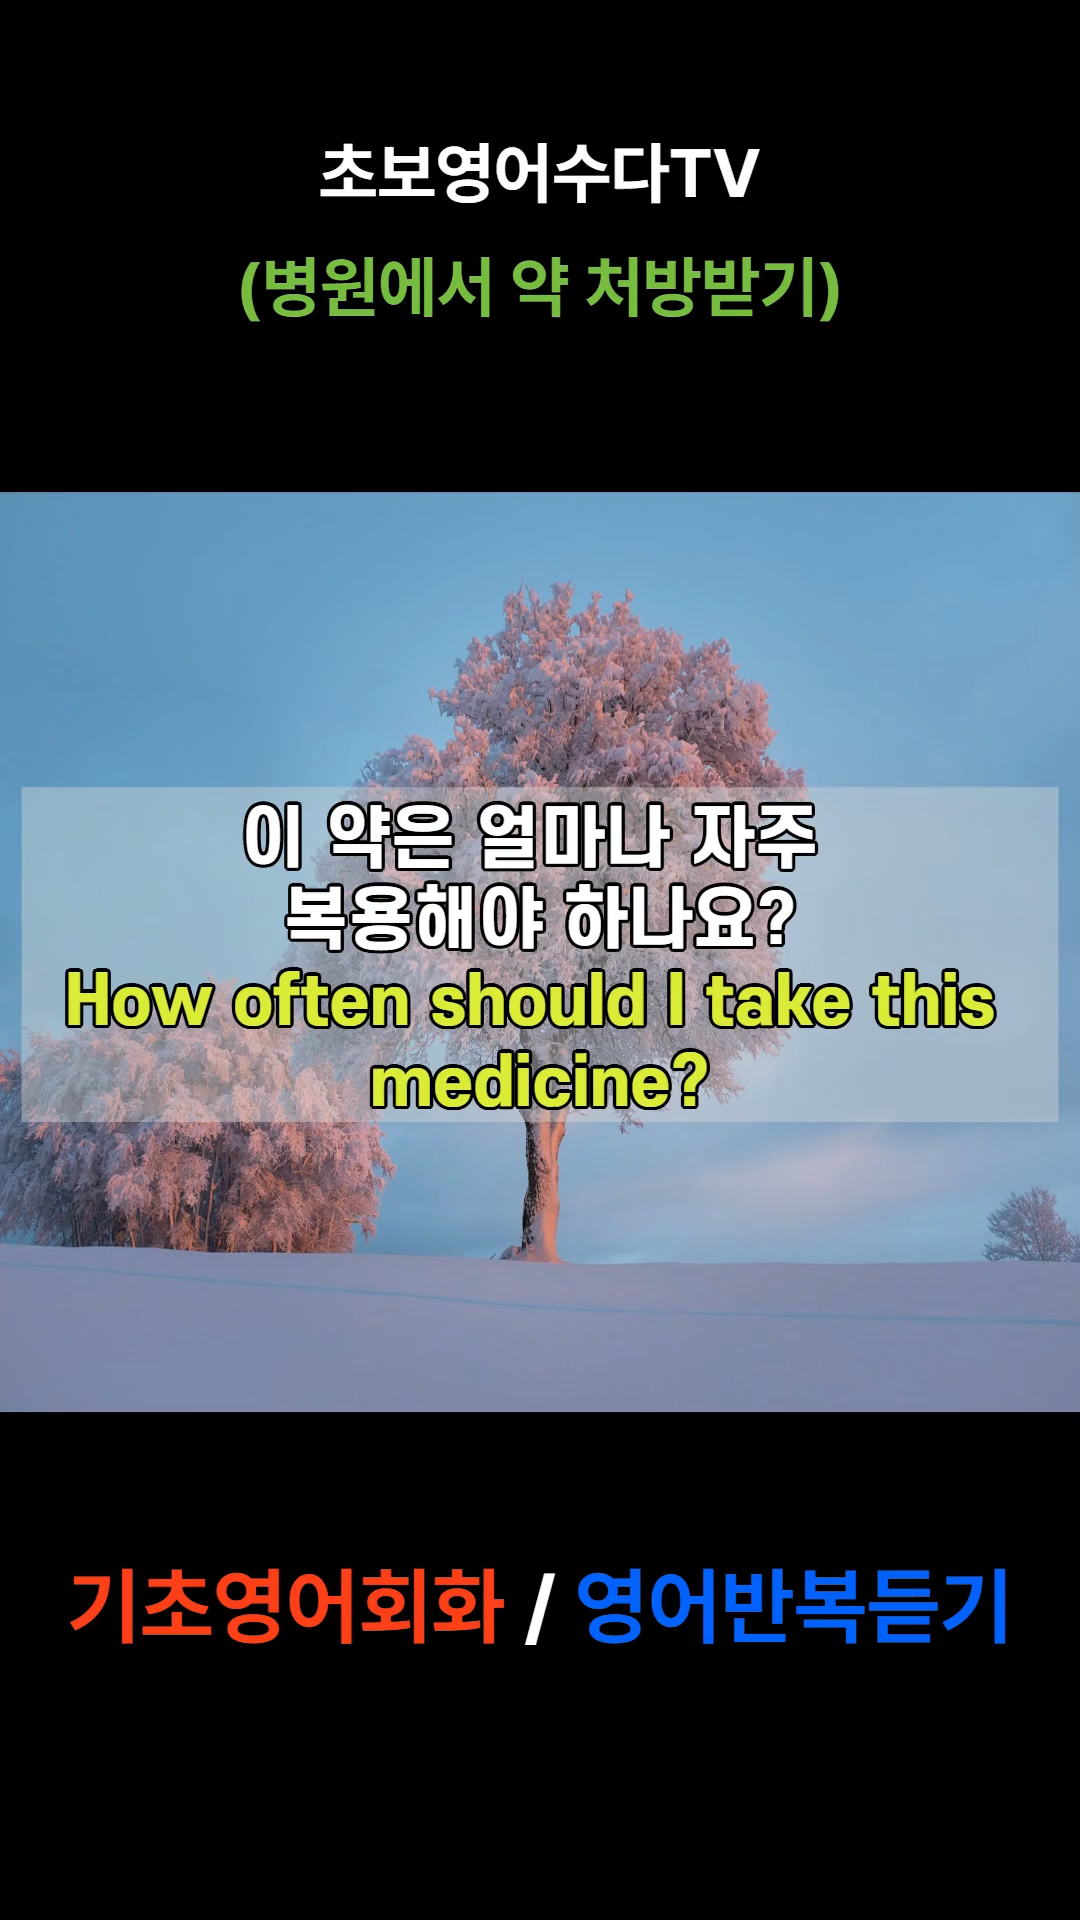 초보영어수다TV
(병원에서 약 처방받기)
이 약은 얼마나 자주
복용해야 하나요?
How often should I take this
medicine?
기초영어회화 / 영어반복듣기